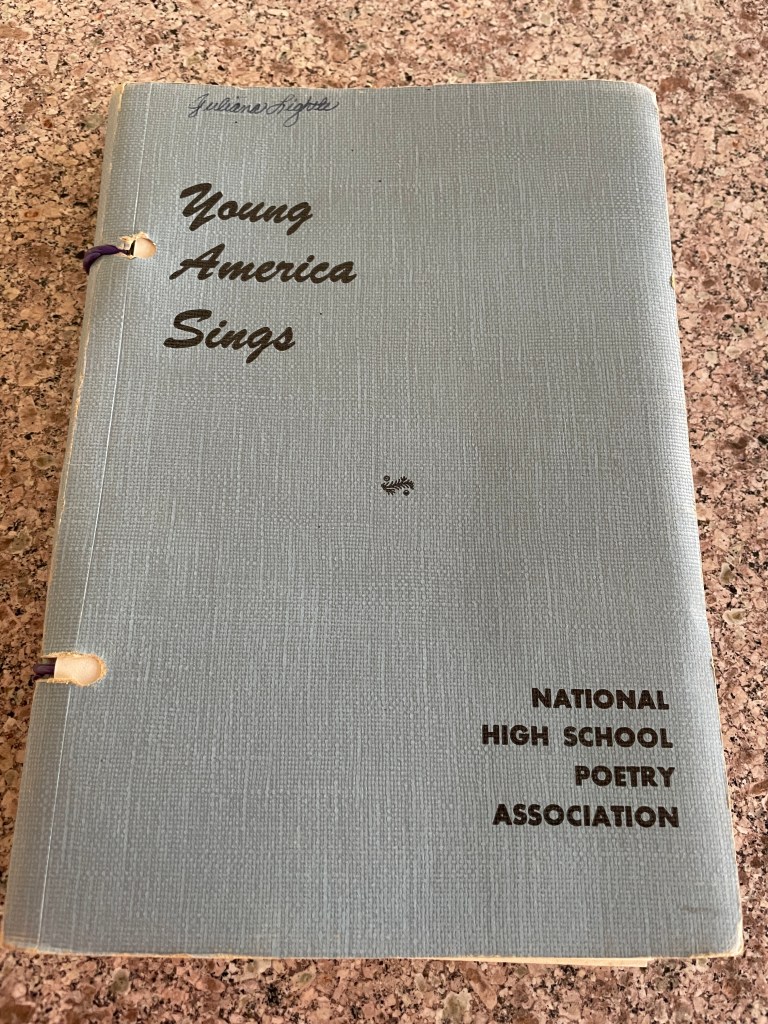 Juliana Lightle
Young
America
Sings
NATIONAL
HIGH SCHOOL
POETRY
ASSOCIATION